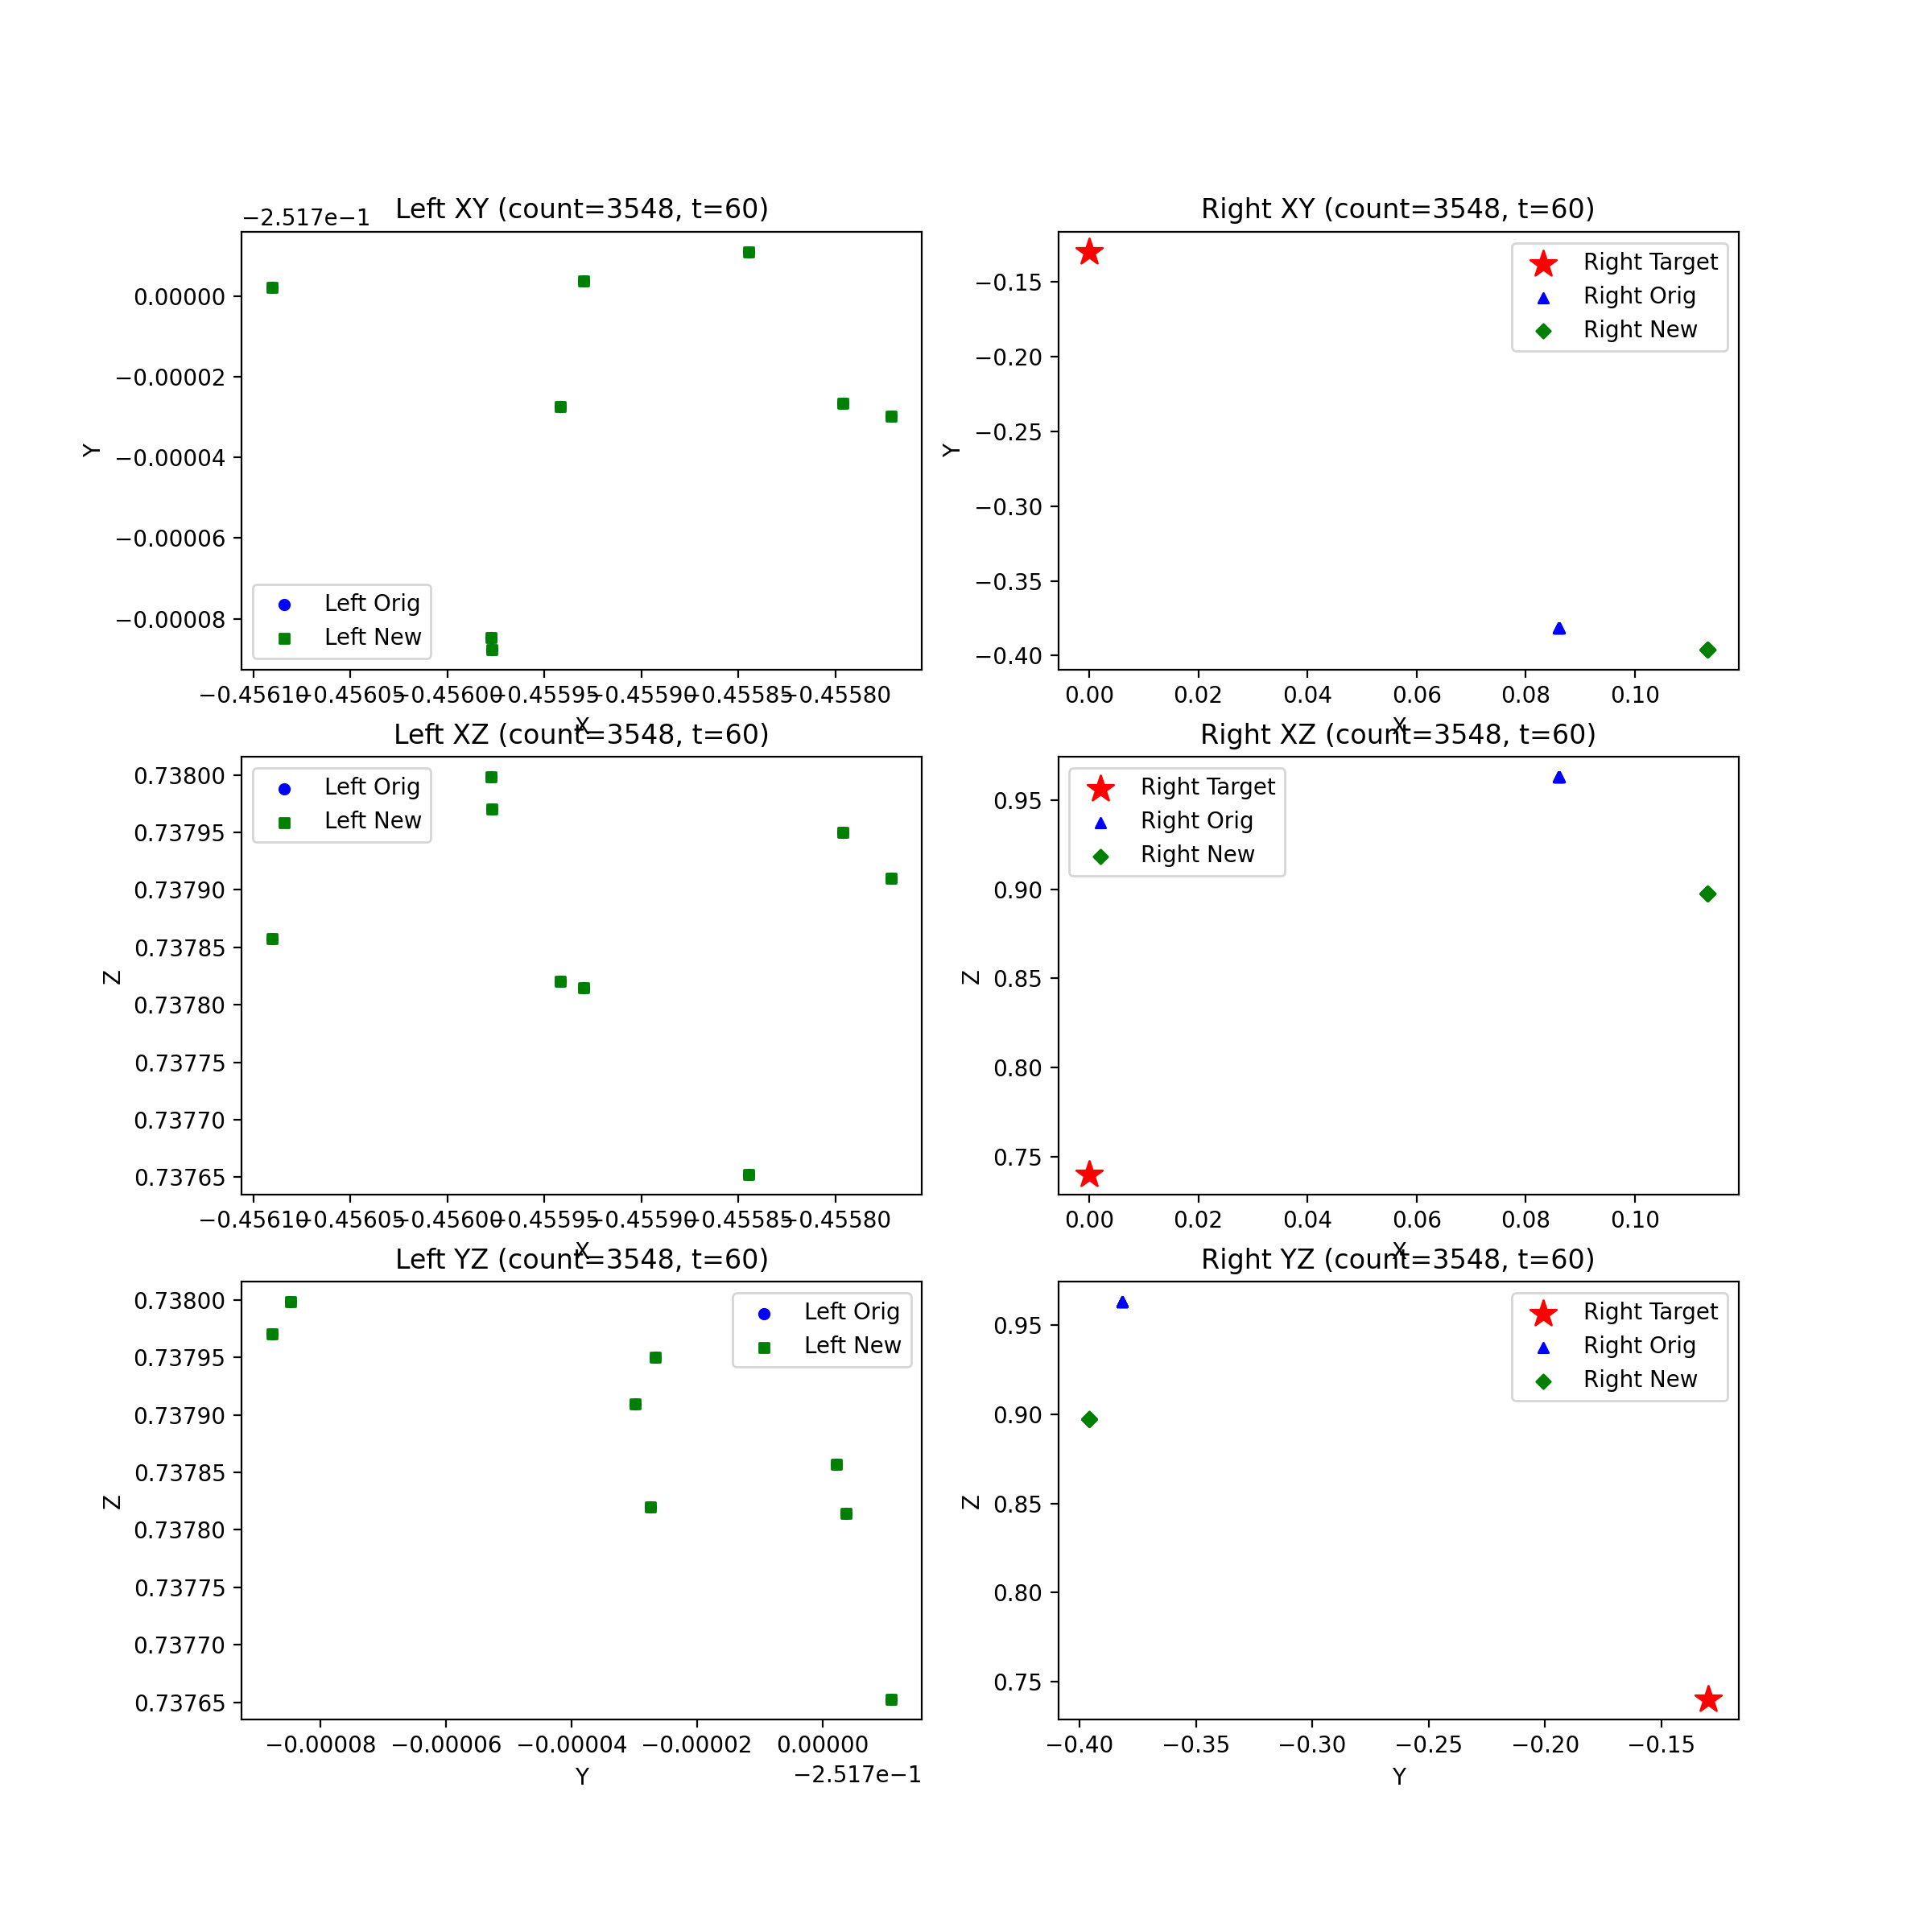 Left XY (count=3548, t=60)
−2.517e−1
0.00000
−0.00002
−0.00004
−0.00006
−0.00008
Y
Left Orig
Left New
−0.45610 −0.45605 −0.45600 −0.45595 −0.45590 −0.45585 −0.45580
X
Right XY (count=3548, t=60)
−0.15
−0.20
−0.25
−0.30
−0.35
−0.40
Y
Right Target
Right Orig
Right New
0.00 0.02 0.04 0.06 0.08 0.10
X
Left XZ (count=3548, t=60)
0.73800
0.73795
0.73790
0.73785
0.73780
0.73775
0.73770
0.73765
Z
Left Orig
Left New
−0.45610 −0.45605 −0.45600 −0.45595 −0.45590 −0.45585 −0.45580
X
Right XZ (count=3548, t=60)
0.95
0.90
0.85
0.80
0.75
Z
Right Target
Right Orig
Right New
0.00 0.02 0.04 0.06 0.08 0.10
X
Left YZ (count=3548, t=60)
0.73800
0.73795
0.73790
0.73785
0.73780
0.73775
0.73770
0.73765
Z
Left Orig
Left New
−0.00008 −0.00006 −0.00004 −0.00002 0.00000
Y
−2.517e−1
Right YZ (count=3548, t=60)
0.95
0.90
0.85
0.80
0.75
Z
Right Target
Right Orig
Right New
−0.40 −0.35 −0.30 −0.25 −0.20 −0.15
Y